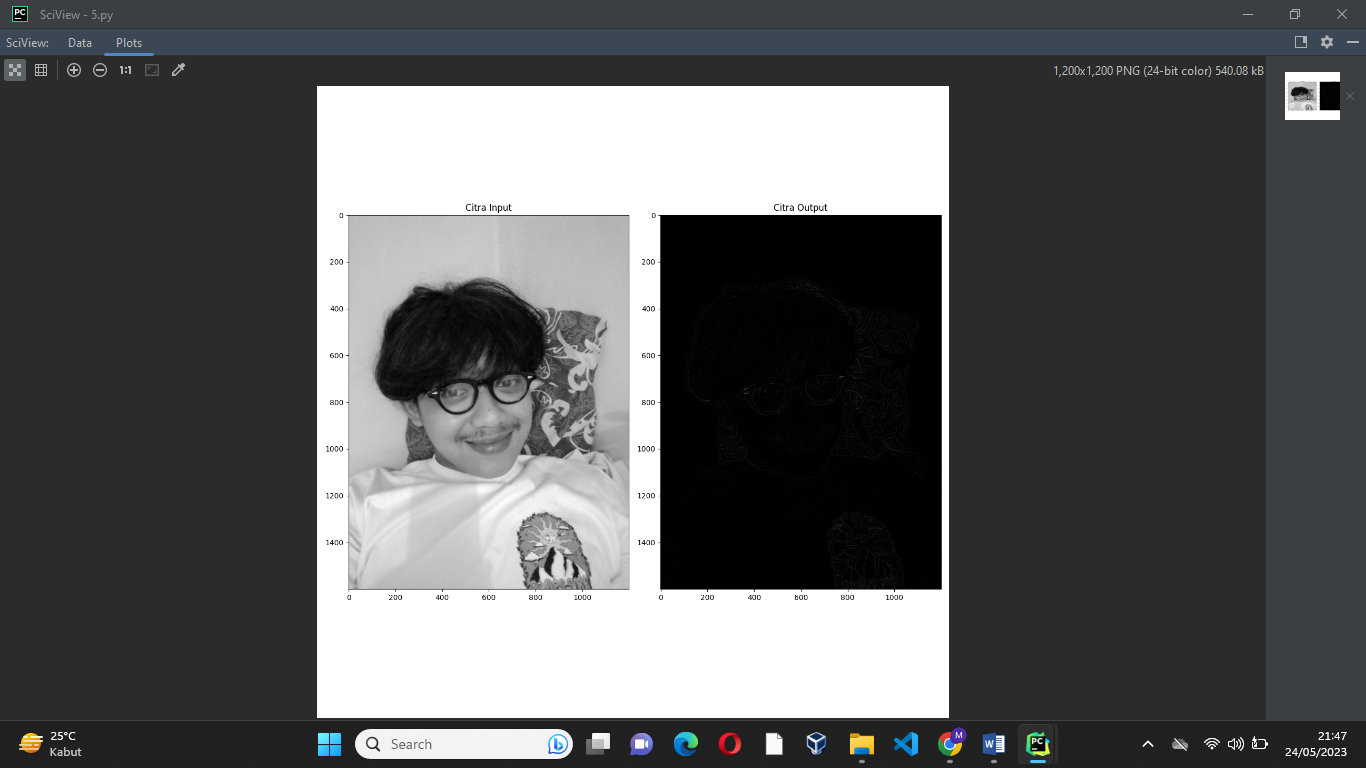 PC SciView - 5.py
SciView: Data Plots
1:1 1,200x1,200 PNG (24-bit color) 540.08 kB
Citra Input
0
200
400
600
800
1000
1200
1400
0 200 400 600 800 1000
Citra Output
0
200
400
600
800
1000
1200
1400
0 200 400 600 800 1000
25°C
Kabut
Search
M
W
PC
21:47
24/05/2023